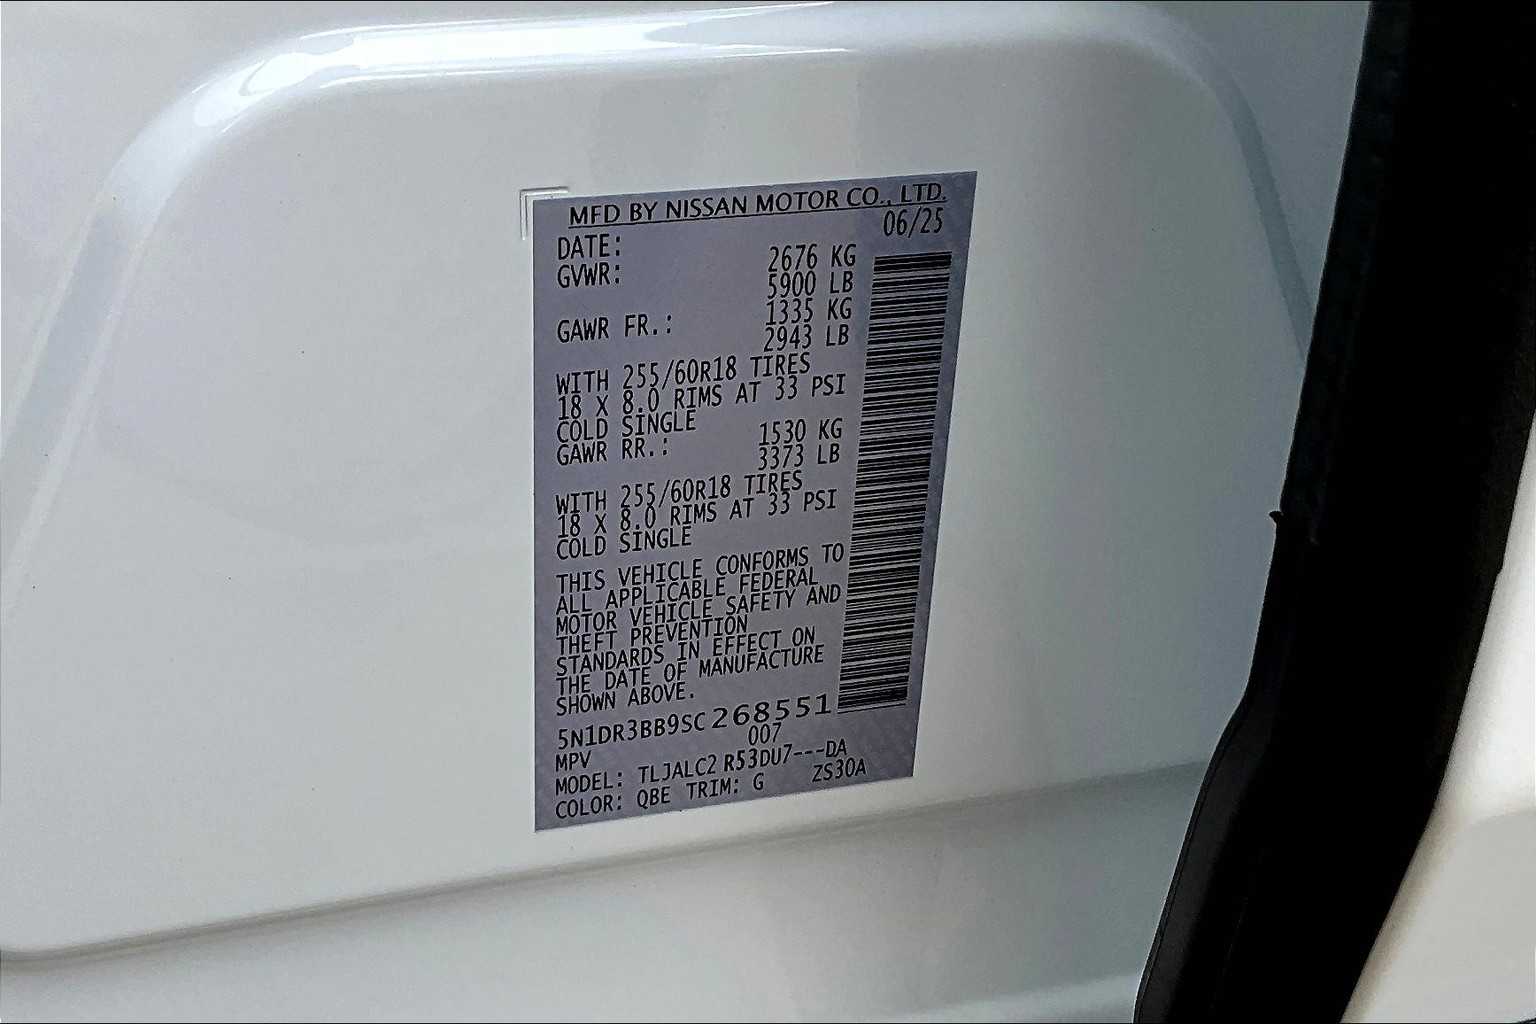 MFD BY NISSAN MOTOR CO., LTD.
DATE: 06/25
GVWR: 2676 KG
5900 LB
GAWR FR.: 1335 KG
2943 LB
WITH 255/60R18 TIRES
18 X 8.0 RIMS AT 33 PSI
COLD SINGLE
GAWR RR.: 1530 KG
3373 LB
WITH 255/60R18 TIRES
18 X 8.0 RIMS AT 33 PSI
COLD SINGLE
THIS VEHICLE CONFORMS TO
ALL APPLICABLE FEDERAL
MOTOR VEHICLE SAFETY AND
THEFT PREVENTION
STANDARDS IN EFFECT ON
THE DATE OF MANUFACTURE
SHOWN ABOVE.
5N1DR3BB9SC268551
MPV 007
MODEL: TLJALC2 R53DU7---DA
COLOR: QBE TRIM: G ZS30A